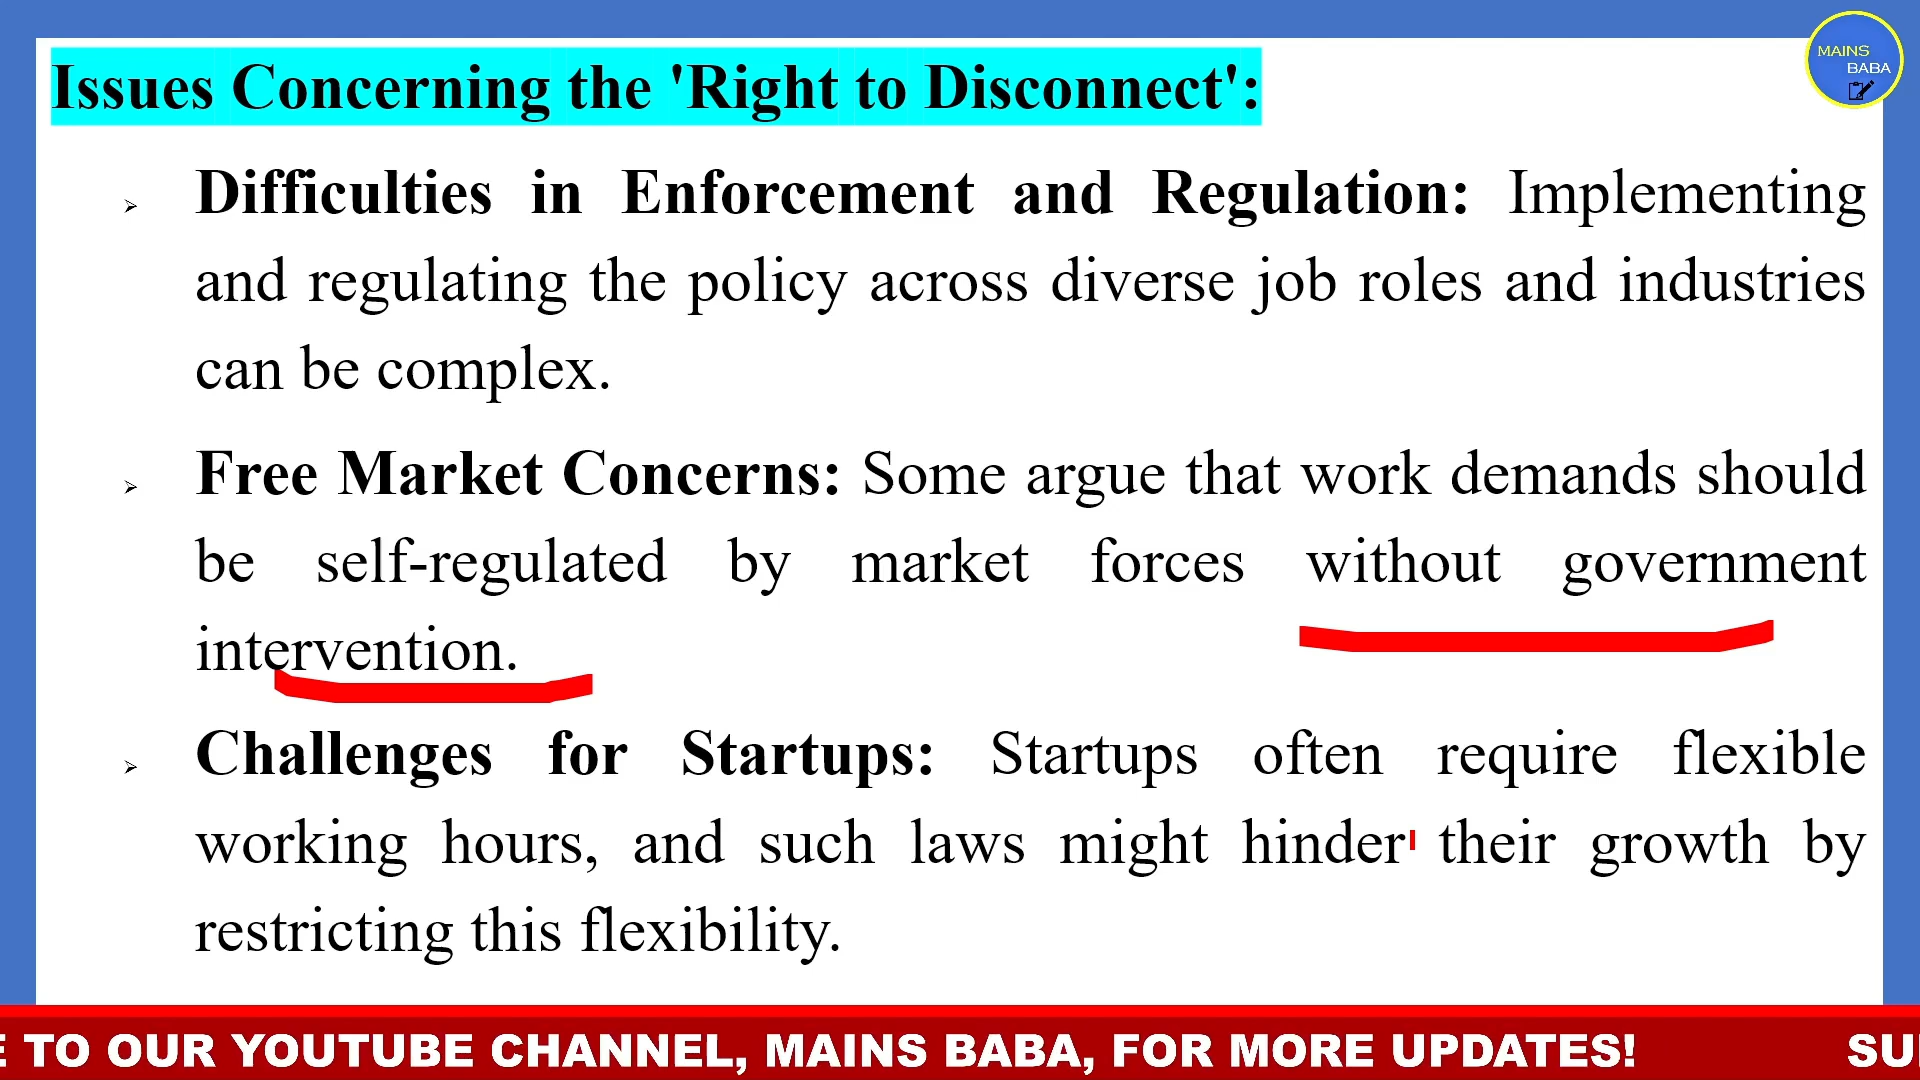 MAINS
BABA
Issues Concerning the 'Right to Disconnect':
➢ Difficulties in Enforcement and Regulation: Implementing
and regulating the policy across diverse job roles and industries
can be complex.
➢ Free Market Concerns: Some argue that work demands should
be self-regulated by market forces without government
intervention.
➢ Challenges for Startups: Startups often require flexible
working hours, and such laws might hinder their growth by
restricting this flexibility.
E TO OUR YOUTUBE CHANNEL, MAINS BABA, FOR MORE UPDATES! SU